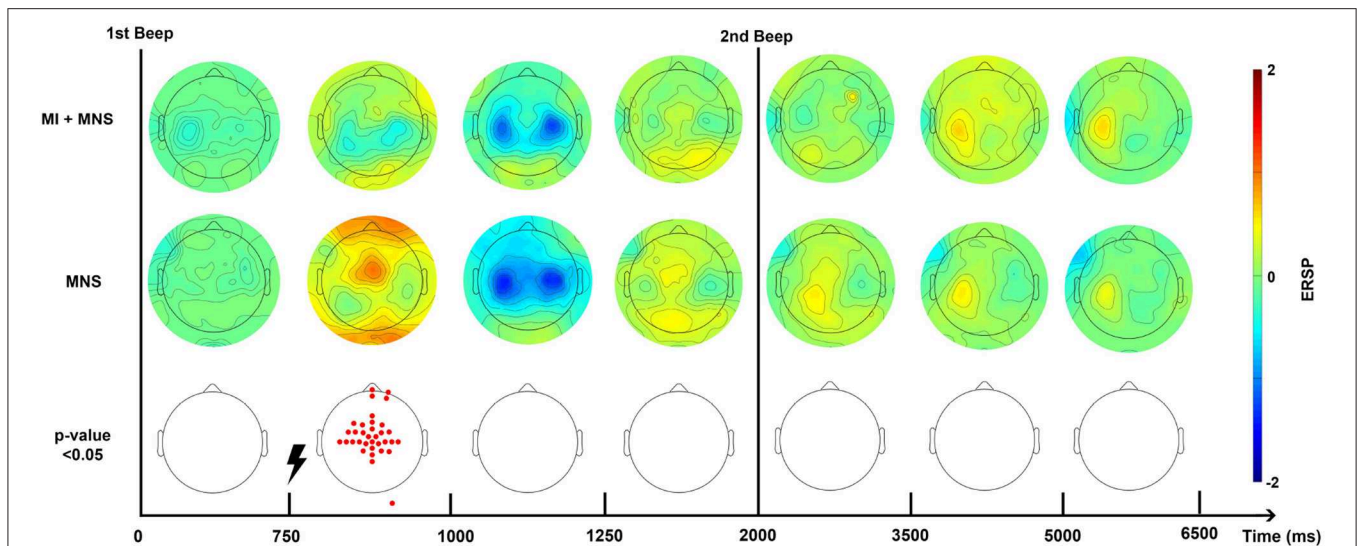 1st Beep
2nd Beep
MI + MNS
MNS
p-value
<0.05
2
0
-2
ERSP
0
750
1000
1250
2000
3500
5000
6500
Time (ms)